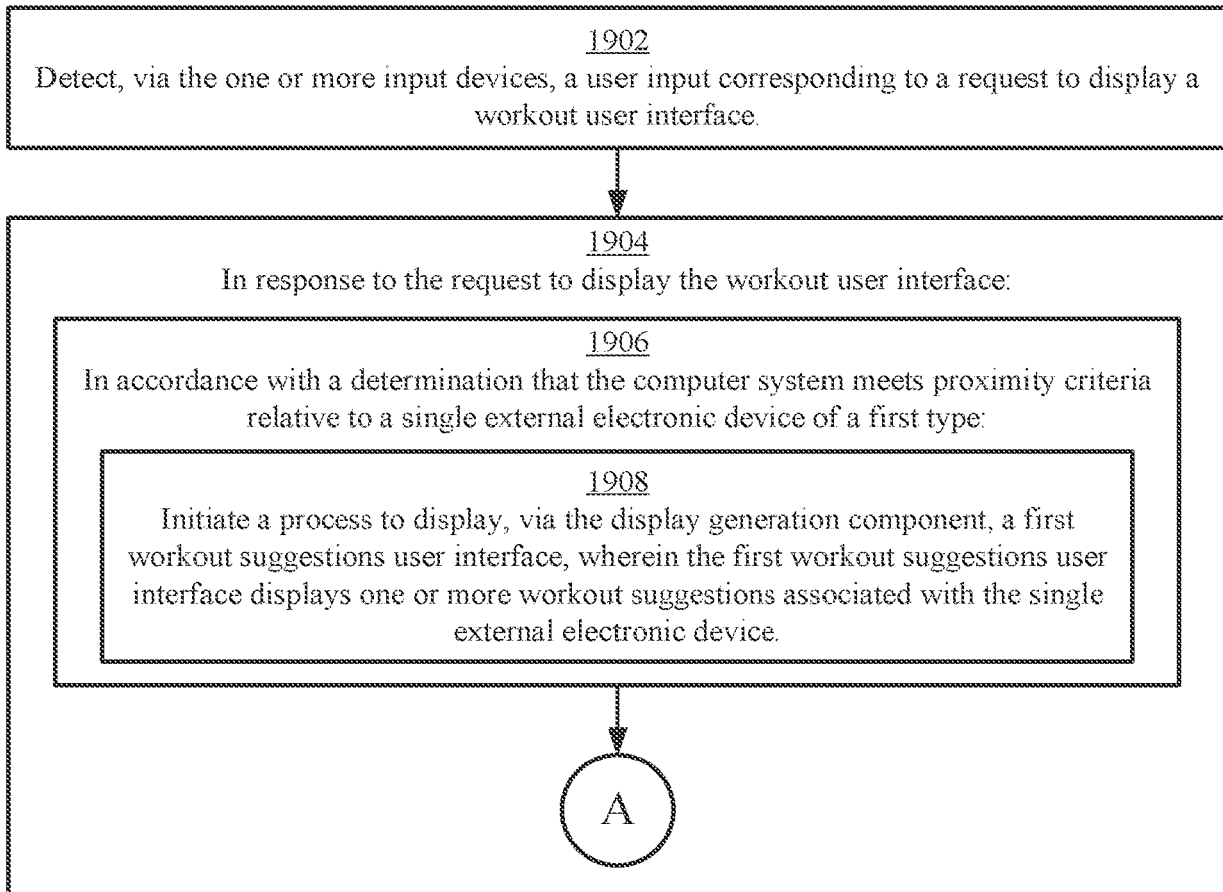 1902
Detect, via the one or more input devices, a user input corresponding to a request to display a
workout user interface.
1904
In response to the request to display the workout user interface:
1906
In accordance with a determination that the computer system meets proximity criteria
relative to a single external electronic device of a first type:
1908
Initiate a process to display, via the display generation component, a first
workout suggestions user interface, wherein the first workout suggestions user
interface displays one or more workout suggestions associated with the single
external electronic device.
A